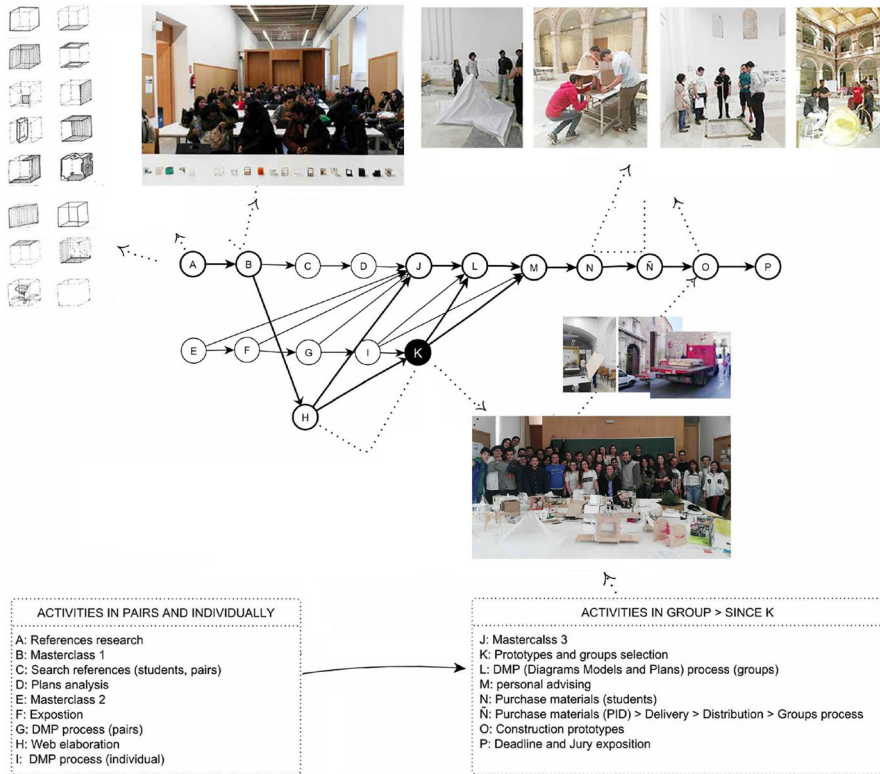 A
B
C
D
J
L
M
N
Ñ
O
P
E
F
G
I
K
H
ACTIVITIES IN PAIRS AND INDIVIDUALLY
A: References research
B: Masterclass 1
C: Search references (students, pairs)
D: Plans analysis
E: Masterclass 2
F: Expostion
G: DMP process (pairs)
H: Web elaboration
I: DMP process (individual)
ACTIVITIES IN GROUP > SINCE K
J: Mastercalss 3
K: Prototypes and groups selection
L: DMP (Diagrams Models and Plans) process (groups)
M: personal advising
N: Purchase materials (students)
Ñ: Purchase materials (PID) > Delivery > Distribution > Groups process
O: Construction prototypes
P: Deadline and Jury exposition